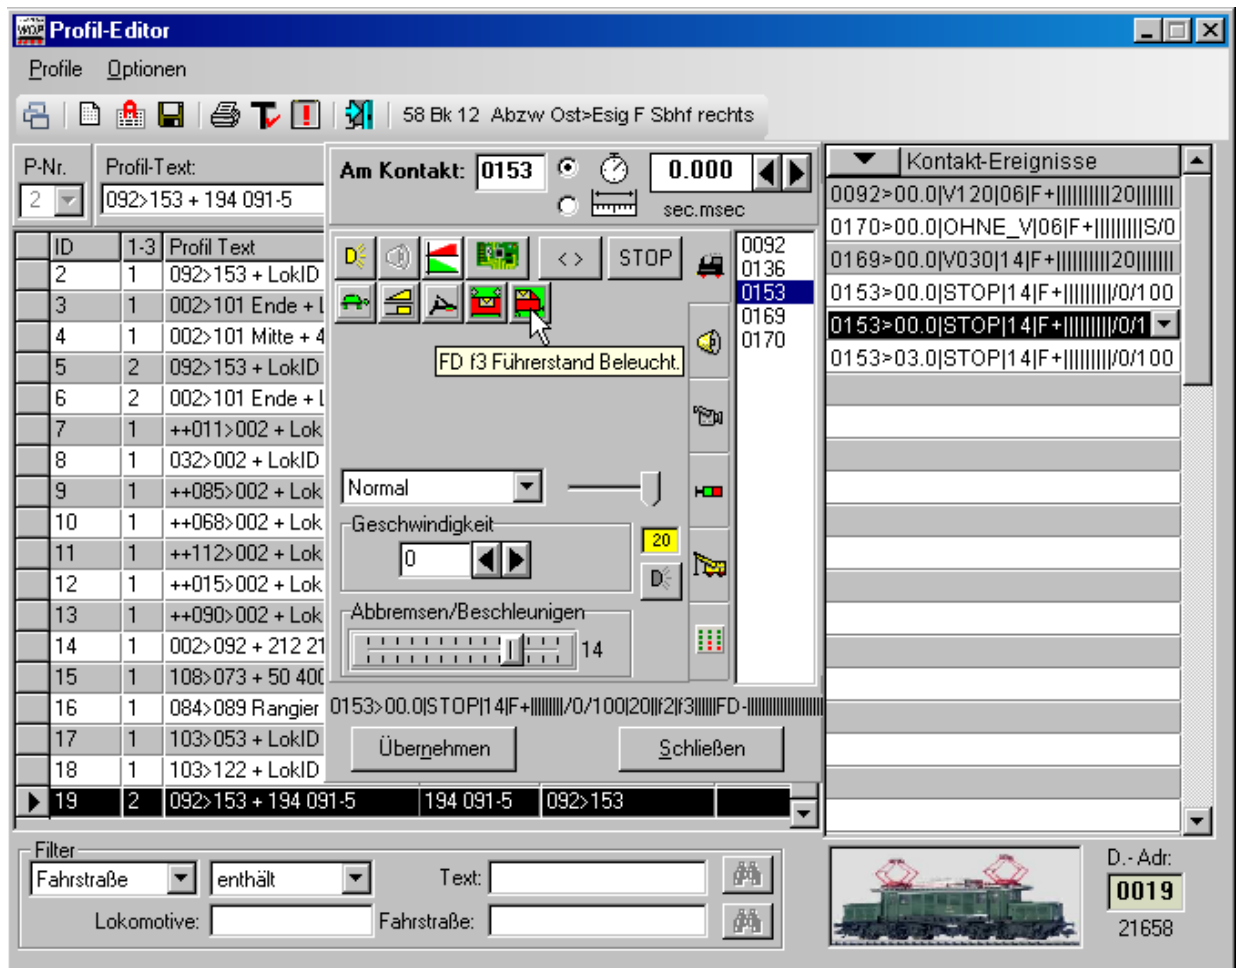 WDP Profil-Editor
Profile Optionen
58 Bk 12 Abzw Ost>Esig F Sbhf rechts
P-Nr. Profil-Text:
2 092>153 + 194 091-5
Am Kontakt: 0153 0.000
sec.msec
Kontakt-Ereignisse
0092>00.0|V120|06|F+||||||||||20|||||||
0170>00.0|OHNE_V|06|F+|||||||||S/0
0169>00.0|V030|14|F+||||||||||20|||||||
0153>00.0|STOP|14|F+|||||||||/0/100
0153>00.0|STOP|14|F+|||||||||/0/1
0153>03.0|STOP|14|F+|||||||||/0/100
ID 1-3 Profil Text
2 1 092>153 + LokID
3 1 002>101 Ende + L
4 1 002>101 Mitte + 4
5 2 092>153 + LokID
6 2 002>101 Ende + L
7 1 ++011>002 + Lok
8 1 032>002 + LokID
9 1 ++085>002 + Lok
10 1 ++068>002 + Lok
11 1 ++112>002 + Lok
12 1 ++015>002 + Lok
13 1 ++090>002 + Lok
14 1 002>092 + 212 21
15 1 108>073 + 50 400
16 1 084>089 Rangier
17 1 103>053 + LokID
18 1 103>122 + LokID
19 2 092>153 + 194 091-5 194 091-5 092>153
<> STOP
0092
0136
0153
0169
0170
FD f3 Führerstand Beleucht.
Normal
Geschwindigkeit
0
20
Abbremsen/Beschleunigen
14
0153>00.0|STOP|14|F+|||||||||/0/100|20|||f2|f3||||||FD-||||||||||||||||||
Übernehmen Schließen
Filter
Fahrstraße enthält Text:
Lokomotive: Fahrstraße:
D.- Adr:
0019
21658